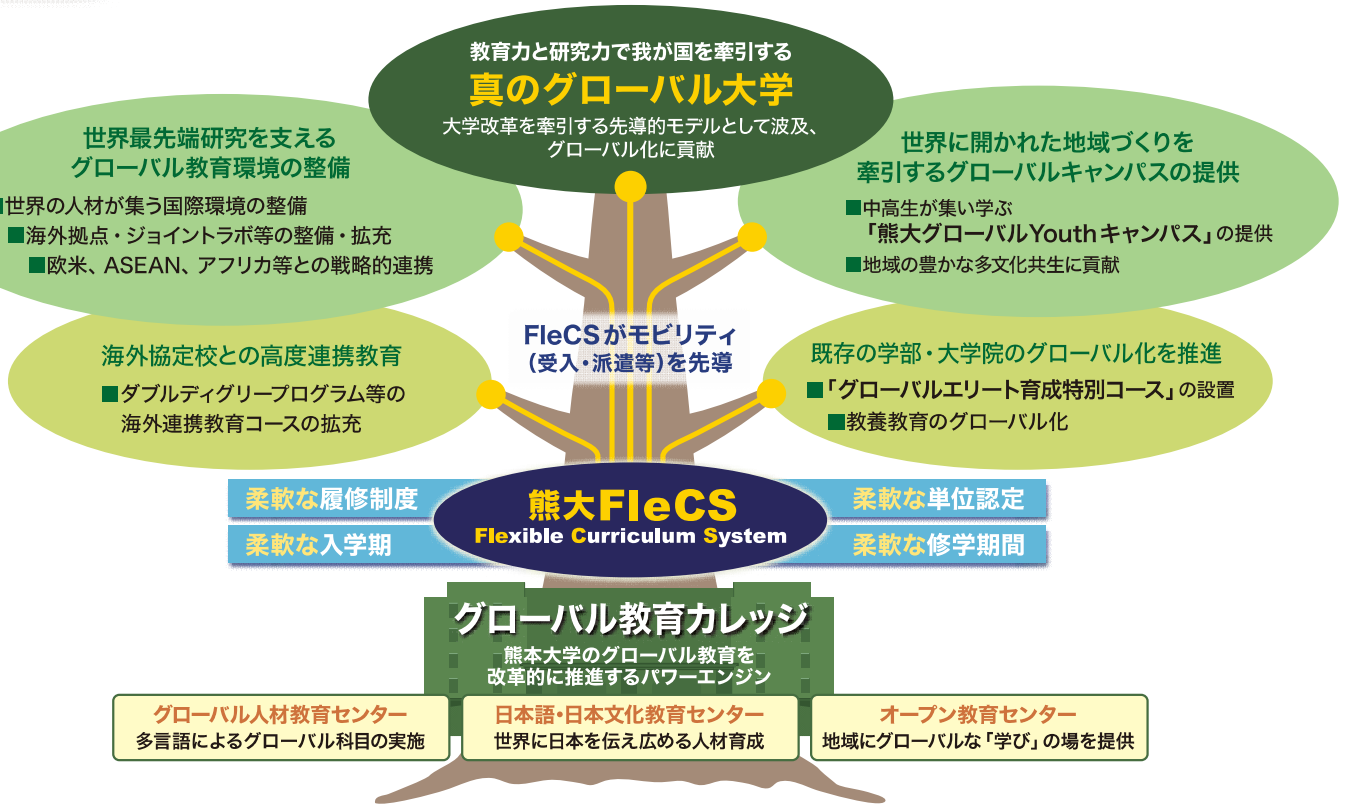 教育力と研究力で我が国を牽引する
真のグローバル大学
大学改革を牽引する先導的モデルとして波及、
グローバル化に貢献
世界最先端研究を支える
グローバル教育環境の整備
■世界の人材が集う国際環境の整備
■海外拠点・ジョイントラボ等の整備・拡充
■欧米、ASEAN、アフリカ等との戦略的連携
世界に開かれた地域づくりを
牽引するグローバルキャンパスの提供
■中高生が集い学ぶ
「熊大グローバルYouthキャンパス」の提供
■地域の豊かな多文化共生に貢献
FleCSがモビリティ
(受入・派遣等)を先導
海外協定校との高度連携教育
■ダブルディグリープログラム等の
海外連携教育コースの拡充
既存の学部・大学院のグローバル化を推進
■「グローバルエリート育成特別コース」の設置
■教養教育のグローバル化
柔軟な履修制度
柔軟な入学期
熊大FleCS
Flexible Curriculum System
柔軟な単位認定
柔軟な修学期間
グローバル教育カレッジ
熊本大学のグローバル教育を
改革的に推進するパワーエンジン
グローバル人材教育センター
多言語によるグローバル科目の実施
日本語・日本文化教育センター
世界に日本を伝え広める人材育成
オープン教育センター
地域にグローバルな「学び」の場を提供